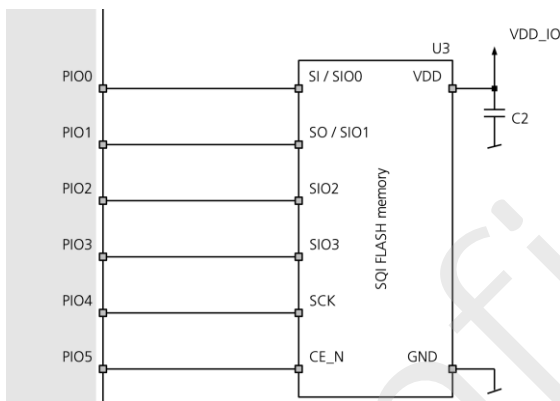 VDD_IO
U3
PIO0 SI / SIO0 VDD
C2
PIO1 SO / SIO1
PIO2 SIO2
SQI FLASH memory
PIO3 SIO3
PIO4 SCK
PIO5 CE_N GND